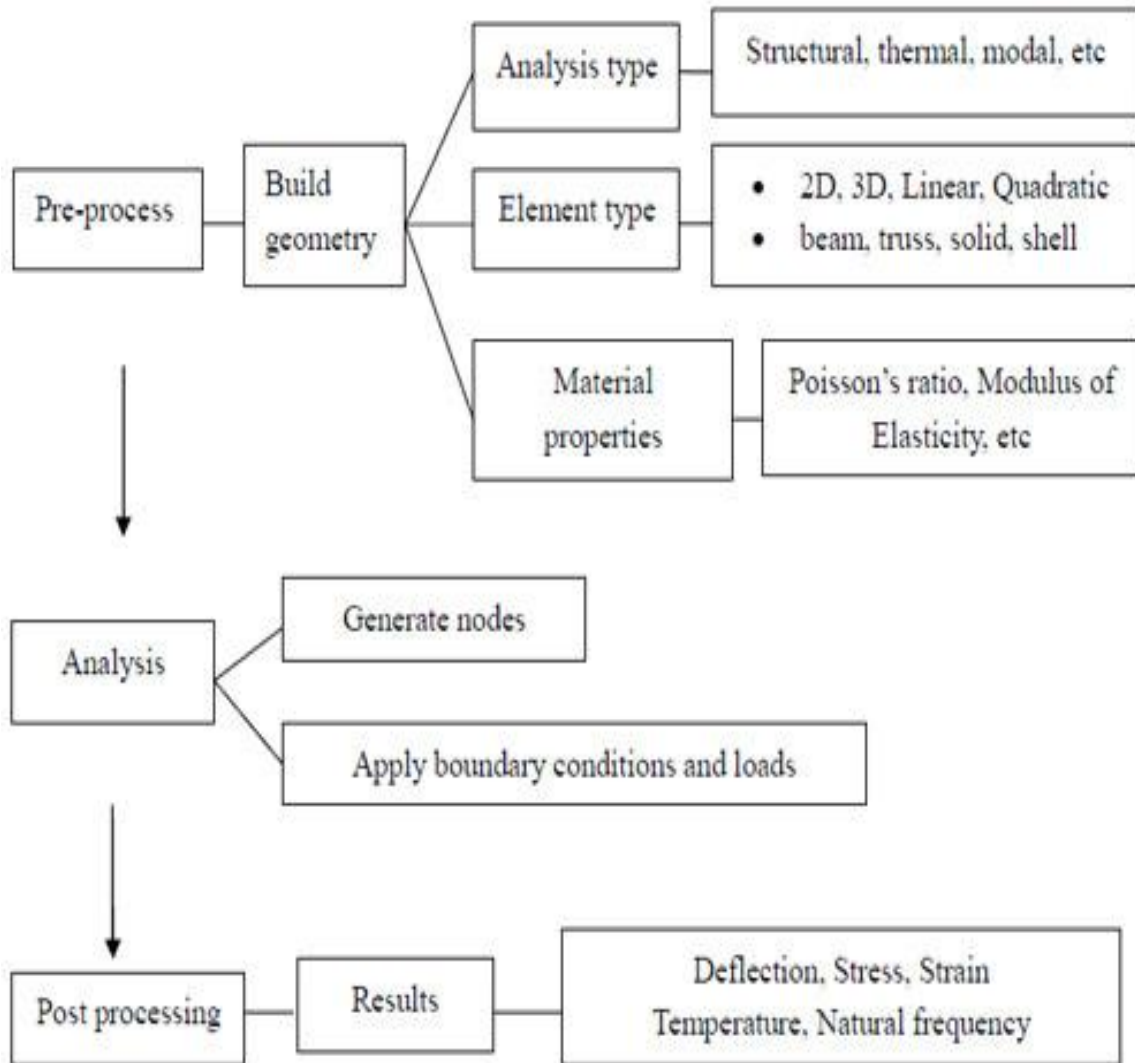 Pre-process
Build
geometry
Analysis type
Structural, thermal, modal, etc
Element type
• 2D, 3D, Linear, Quadratic
• beam, truss, solid, shell
Material
properties
Poisson’s ratio, Modulus of
Elasticity, etc
Analysis
Generate nodes
Apply boundary conditions and loads
Post processing
Results
Deflection, Stress, Strain
Temperature, Natural frequency